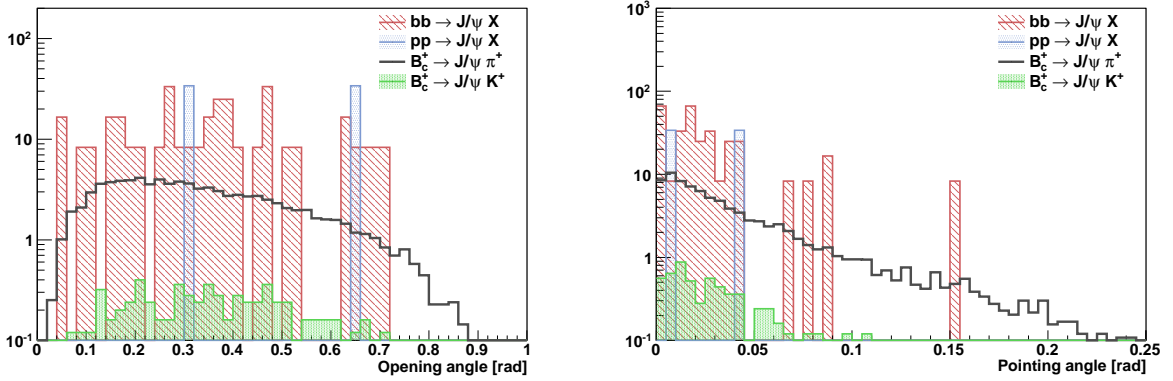 10²
10
1
10⁻¹
0 0.1 0.2 0.3 0.4 0.5 0.6 0.7 0.8 0.9 1
Opening angle [rad]
bb → J/ψ X
pp → J/ψ X
B_c⁺ → J/ψ π⁺
B_c⁺ → J/ψ K⁺
10³
10²
10
1
10⁻¹
0 0.05 0.1 0.15 0.2 0.25
Pointing angle [rad]
bb → J/ψ X
pp → J/ψ X
B_c⁺ → J/ψ π⁺
B_c⁺ → J/ψ K⁺